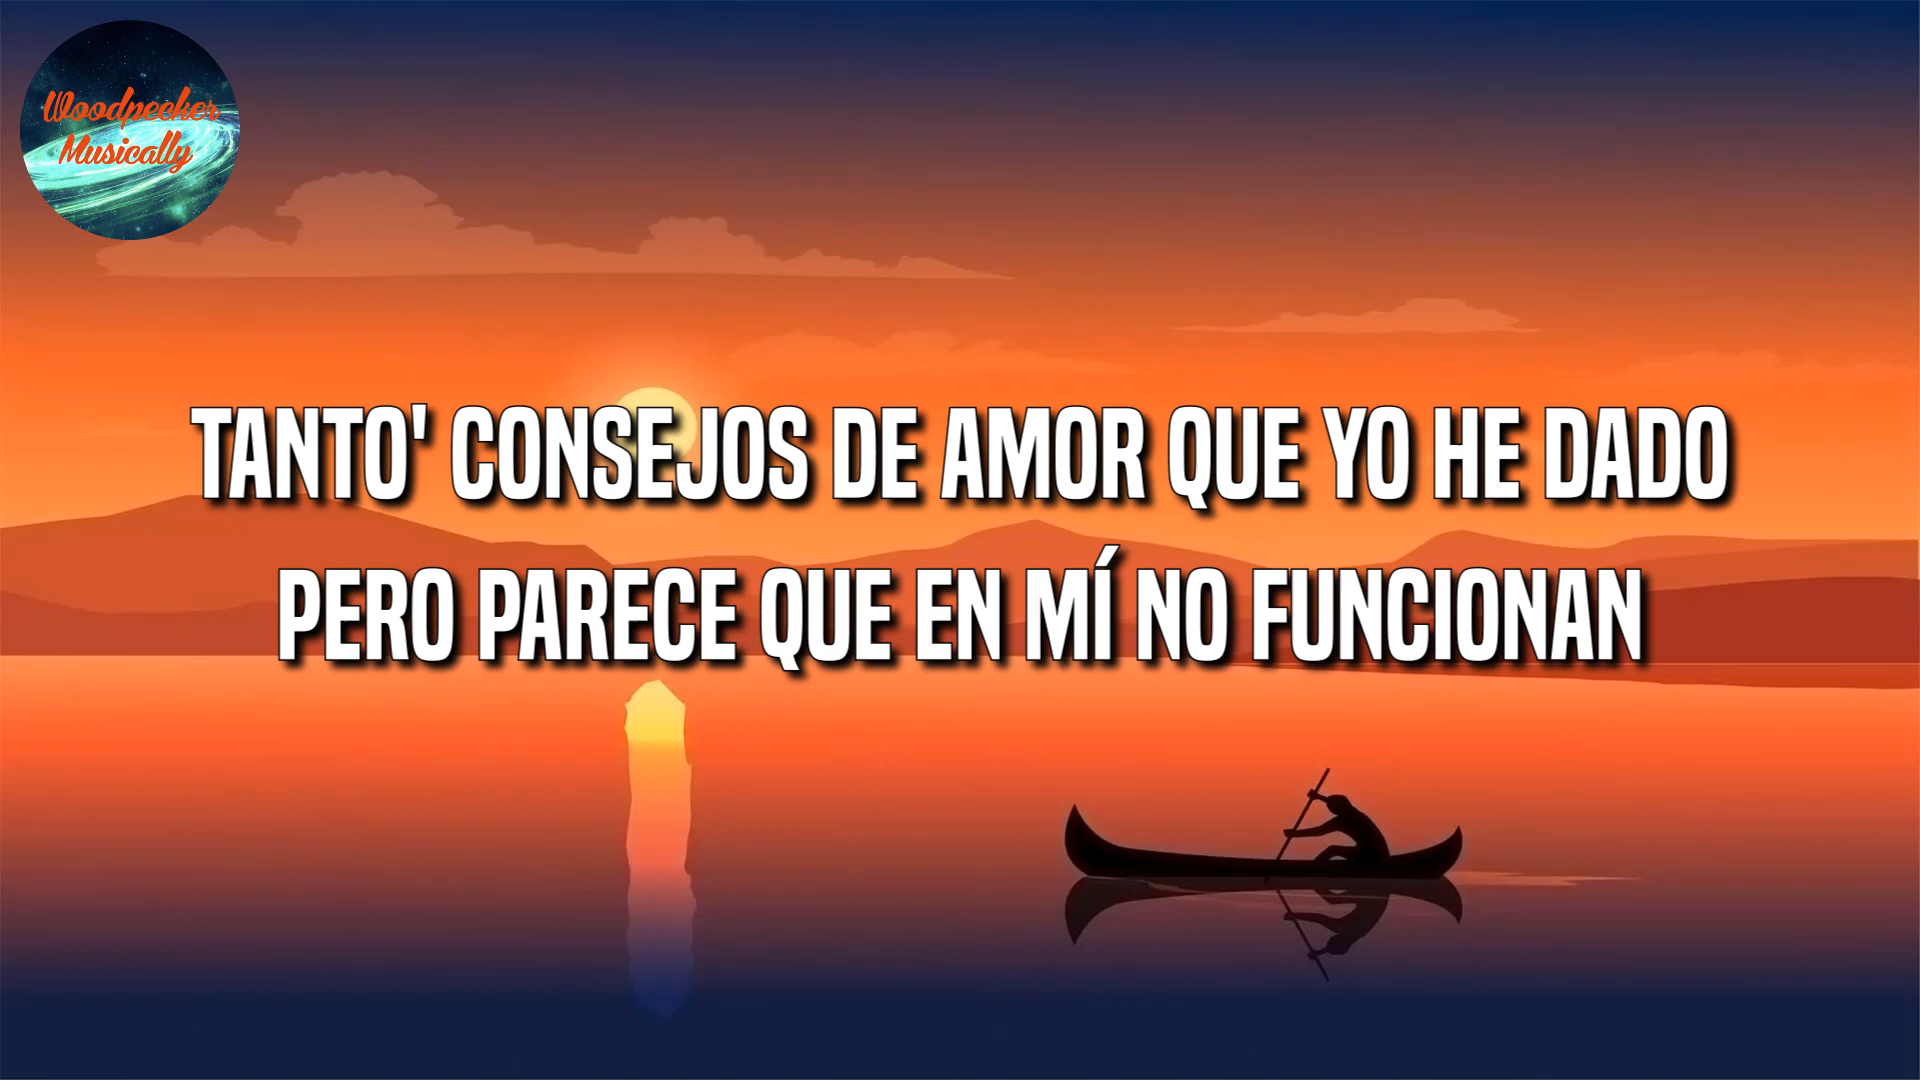 Woodpecker
Musically
TANTO' CONSEJOS DE AMOR QUE YO HE DADO
PERO PARECE QUE EN MÍ NO FUNCIONAN